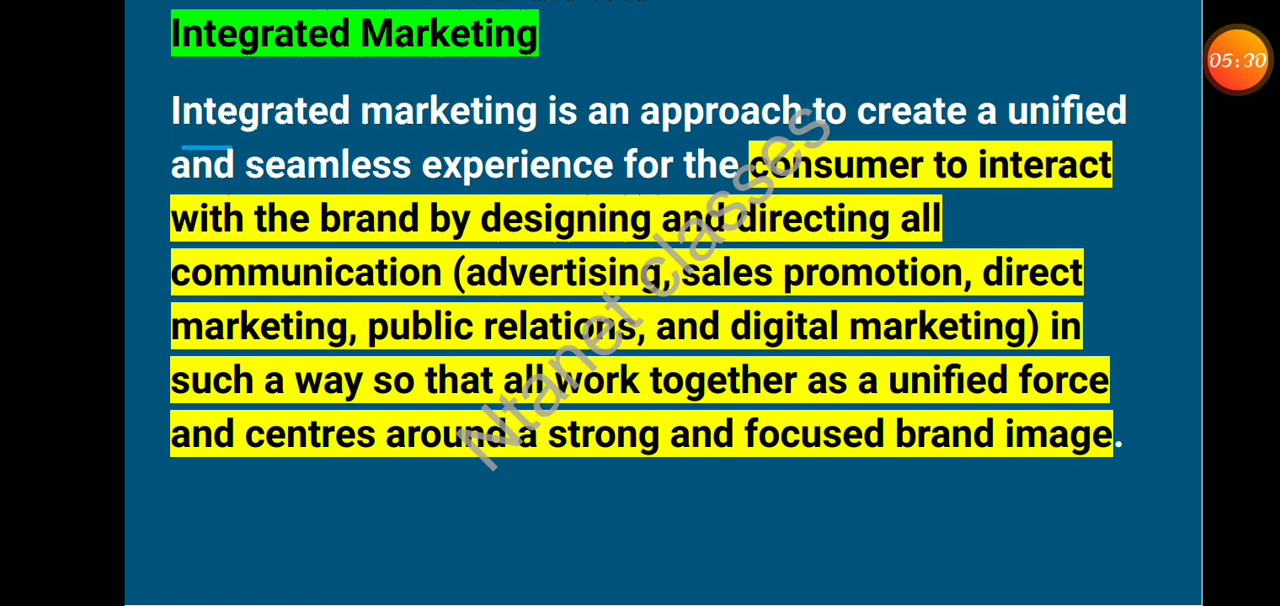 Integrated Marketing
05:30
Integrated marketing is an approach to create a unified
and seamless experience for the consumer to interact
with the brand by designing and directing all
communication (advertising, sales promotion, direct
marketing, public relations, and digital marketing) in
such a way so that all work together as a unified force
and centres around a strong and focused brand image.
Ntanet classes